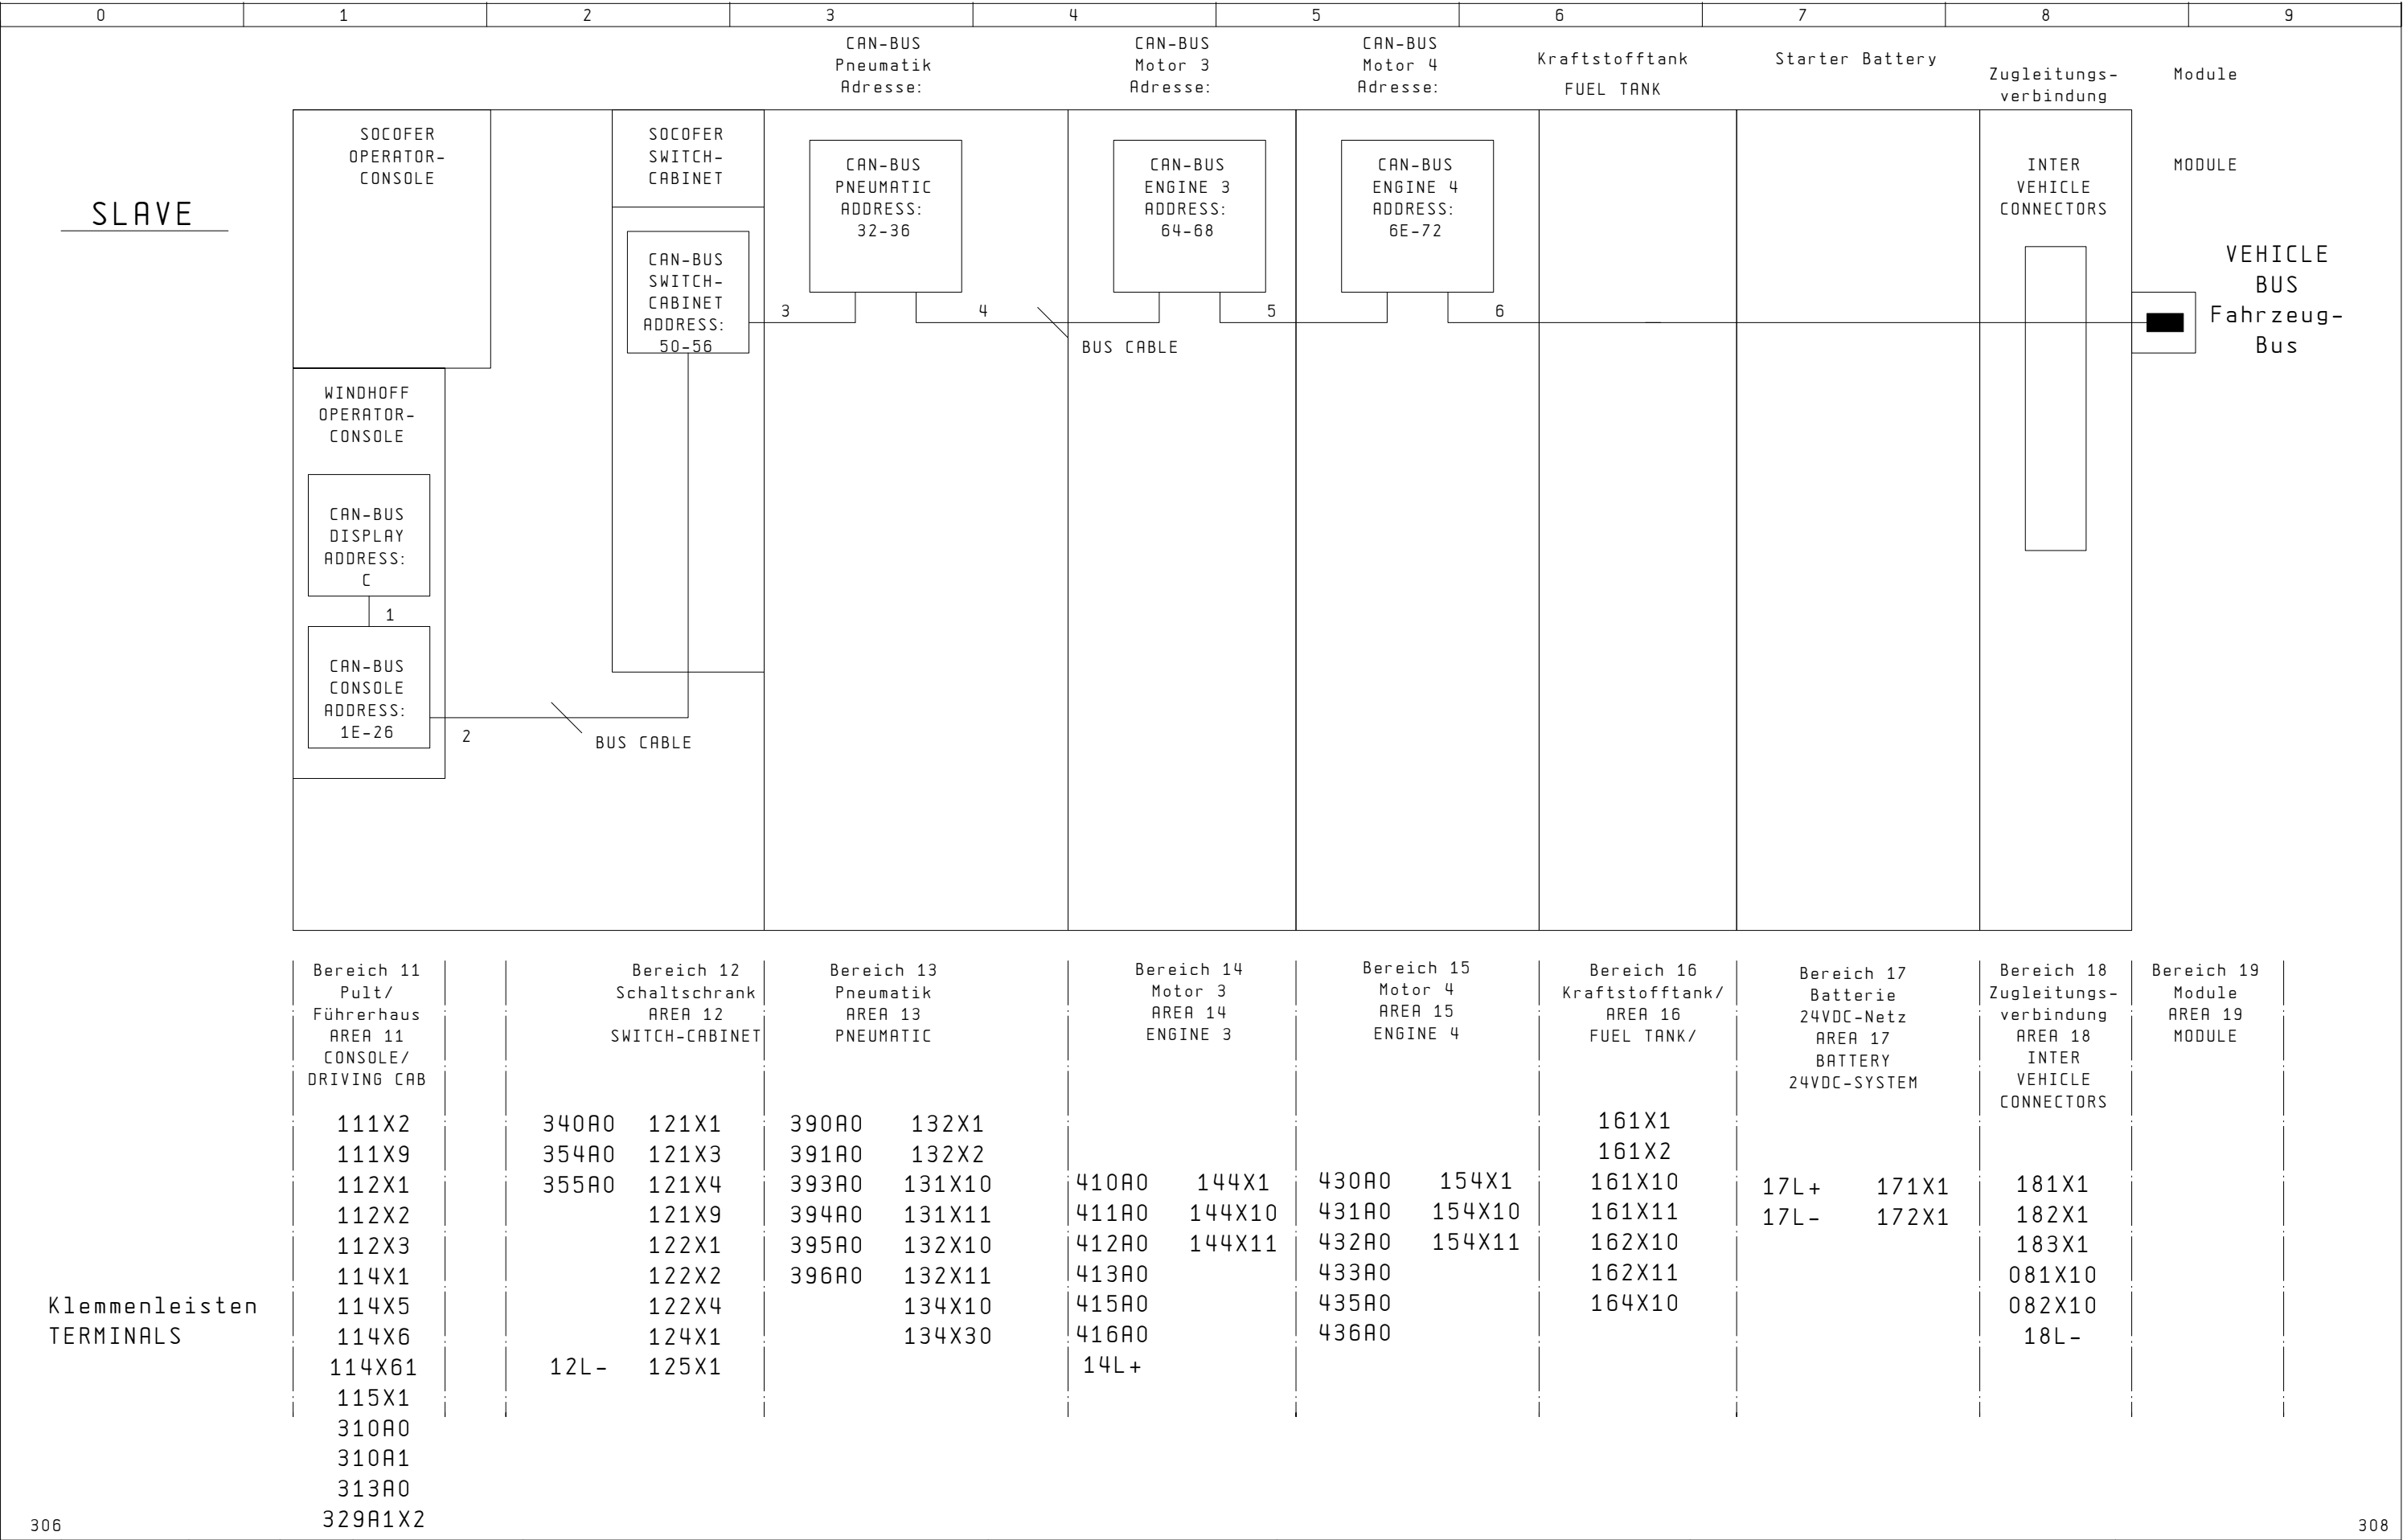 0 1 2 3 4 5 6 7 8 9
CAN-BUS
Pneumatik
Adresse:
CAN-BUS
Motor 3
Adresse:
CAN-BUS
Motor 4
Adresse:
Kraftstofftank
FUEL TANK
Starter Battery
Zugleitungs-
verbindung
Module
SLAVE
SOCOFER
OPERATOR-
CONSOLE
SOCOFER
SWITCH-
CABINET
CAN-BUS
PNEUMATIC
ADDRESS:
32-36
CAN-BUS
ENGINE 3
ADDRESS:
64-68
CAN-BUS
ENGINE 4
ADDRESS:
6E-72
INTER
VEHICLE
CONNECTORS
MODULE
CAN-BUS
SWITCH-
CABINET
ADDRESS:
50-56
3
4
5
6
BUS CABLE
VEHICLE
BUS
Fahrzeug-
Bus
WINDHOFF
OPERATOR-
CONSOLE
CAN-BUS
DISPLAY
ADDRESS:
C
1
CAN-BUS
CONSOLE
ADDRESS:
1E-26
2
BUS CABLE
Bereich 11
Pult/
Führerhaus
AREA 11
CONSOLE/
DRIVING CAB
Bereich 12
Schaltschrank
AREA 12
SWITCH-CABINET
Bereich 13
Pneumatik
AREA 13
PNEUMATIC
Bereich 14
Motor 3
AREA 14
ENGINE 3
Bereich 15
Motor 4
AREA 15
ENGINE 4
Bereich 16
Kraftstofftank/
AREA 16
FUEL TANK/
Bereich 17
Batterie
24VDC-Netz
AREA 17
BATTERY
24VDC-SYSTEM
Bereich 18
Zugleitungs-
verbindung
AREA 18
INTER
VEHICLE
CONNECTORS
Bereich 19
Module
AREA 19
MODULE
Klemmenleisten
TERMINALS
111X2
111X9
112X1
112X2
112X3
114X1
114X5
114X6
114X61
115X1
310A0
310A1
313A0
329A1X2
340A0 121X1
354A0 121X3
355A0 121X4
121X9
122X1
122X2
122X4
124X1
12L- 125X1
390A0 132X1
391A0 132X2
393A0 131X10
394A0 131X11
395A0 132X10
396A0 132X11
134X10
134X30
410A0 144X1
411A0 144X10
412A0 144X11
413A0
415A0
416A0
14L+
430A0 154X1
431A0 154X10
432A0 154X11
433A0
435A0
436A0
161X1
161X2
161X10
161X11
162X10
162X11
164X10
17L+ 171X1
17L- 172X1
181X1
182X1
183X1
081X10
082X10
18L-
306
308